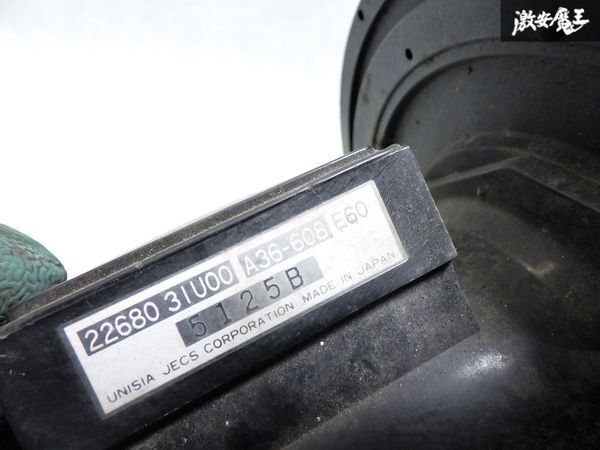 激安魔王
22680 31U00 A36-608 E60
5125B
UNISIA JECS CORPORATION MADE IN JAPAN